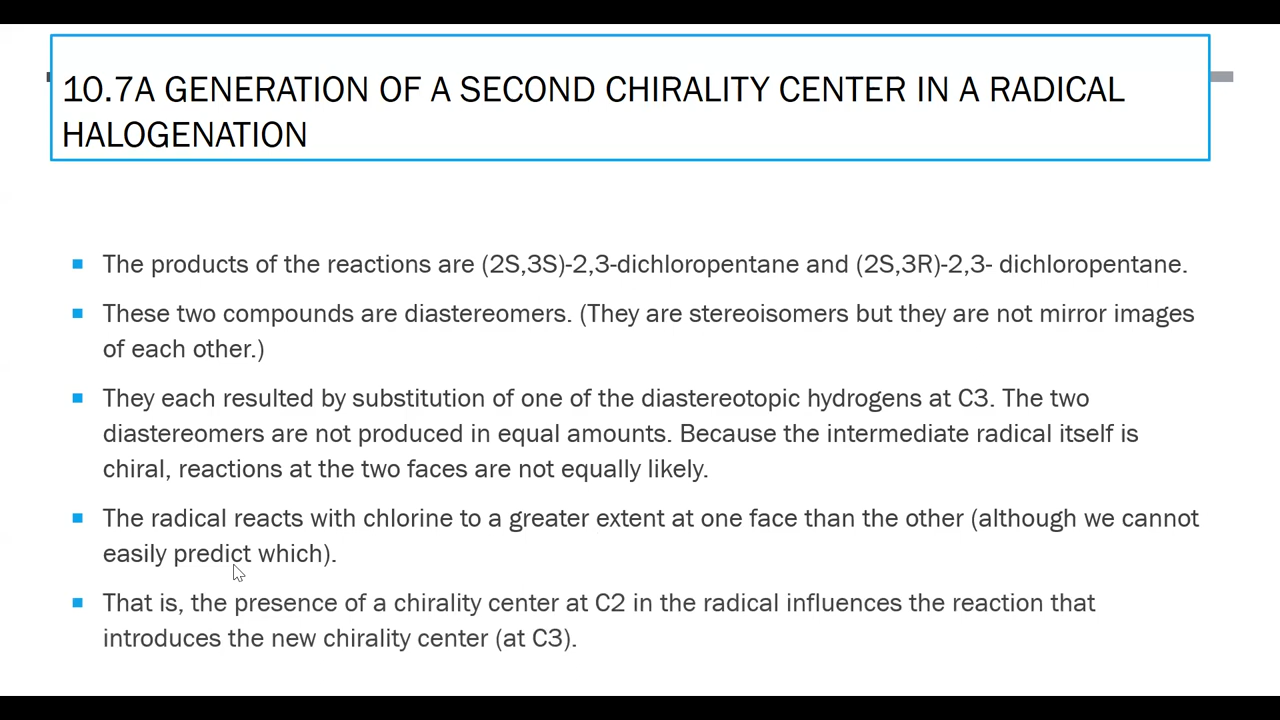 10.7A GENERATION OF A SECOND CHIRALITY CENTER IN A RADICAL
HALOGENATION
The products of the reactions are (2S,3S)-2,3-dichloropentane and (2S,3R)-2,3- dichloropentane.
These two compounds are diastereomers. (They are stereoisomers but they are not mirror images
of each other.)
They each resulted by substitution of one of the diastereotopic hydrogens at C3. The two
diastereomers are not produced in equal amounts. Because the intermediate radical itself is
chiral, reactions at the two faces are not equally likely.
The radical reacts with chlorine to a greater extent at one face than the other (although we cannot
easily predict which).
That is, the presence of a chirality center at C2 in the radical influences the reaction that
introduces the new chirality center (at C3).